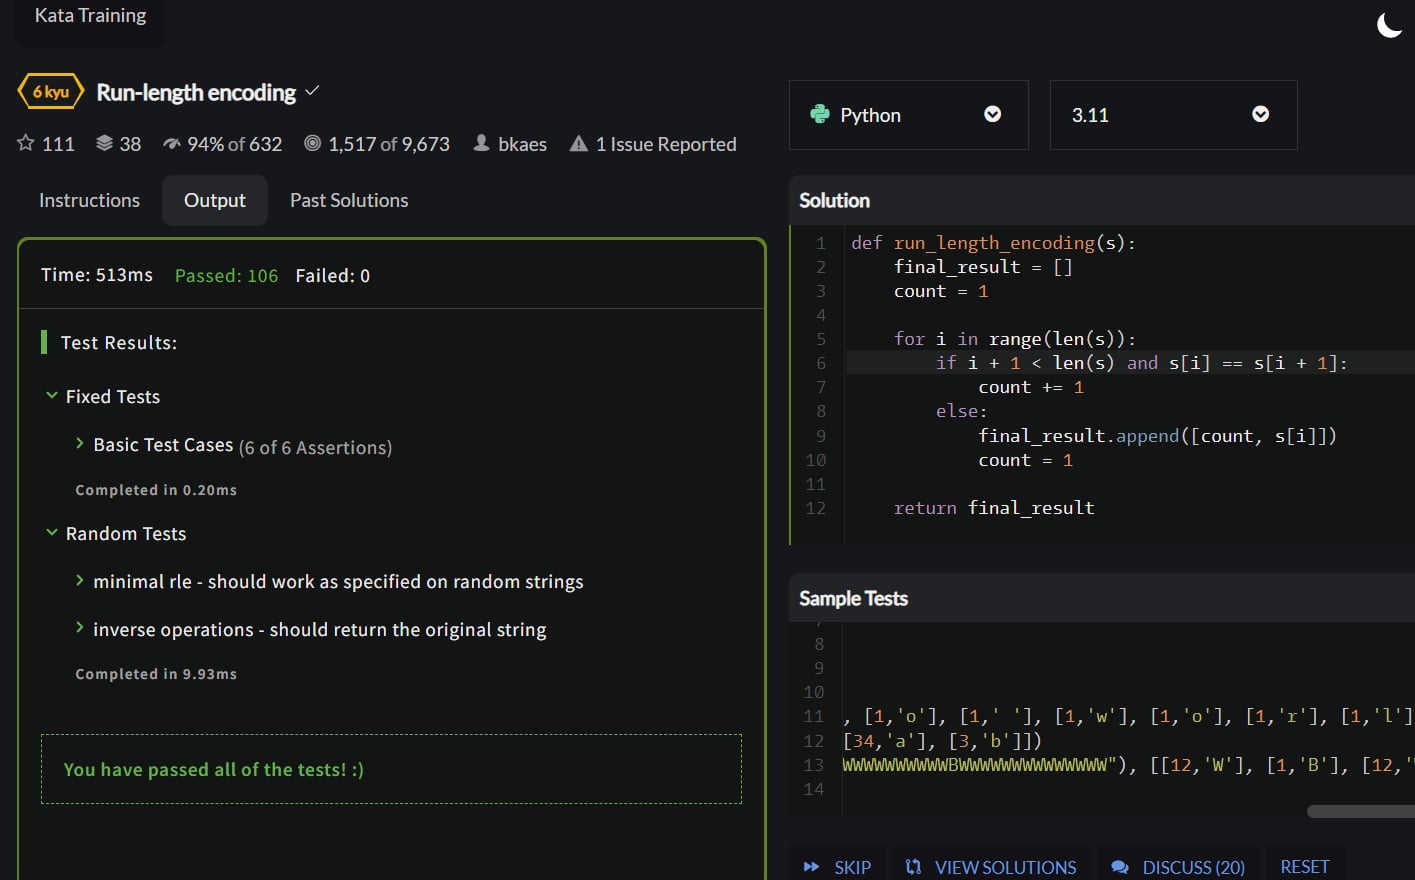 Kata Training
6 kyu Run-length encoding
111 38 94% of 632 1,517 of 9,673 bkaes 1 Issue Reported
Instructions Output Past Solutions
Time: 513ms Passed: 106 Failed: 0
Test Results:
Fixed Tests
Basic Test Cases (6 of 6 Assertions)
Completed in 0.20ms
Random Tests
minimal rle - should work as specified on random strings
inverse operations - should return the original string
Completed in 9.93ms
You have passed all of the tests! :)
Python 3.11
Solution
1 def run_length_encoding(s):
2     final_result = []
3     count = 1
4
5     for i in range(len(s)):
6         if i + 1 < len(s) and s[i] == s[i + 1]:
7             count += 1
8         else:
9             final_result.append([count, s[i]])
10             count = 1
11
12     return final_result
Sample Tests
8
9
10
11 , [1,'o'], [1,' '], [1,'w'], [1,'o'], [1,'r'], [1,'l']
12 [34,'a'], [3,'b']])
13 WWWWWWWWWWBWWWWWWWWWWWWWW"), [[12,'W'], [1,'B'], [12,'
14
SKIP VIEW SOLUTIONS DISCUSS (20) RESET